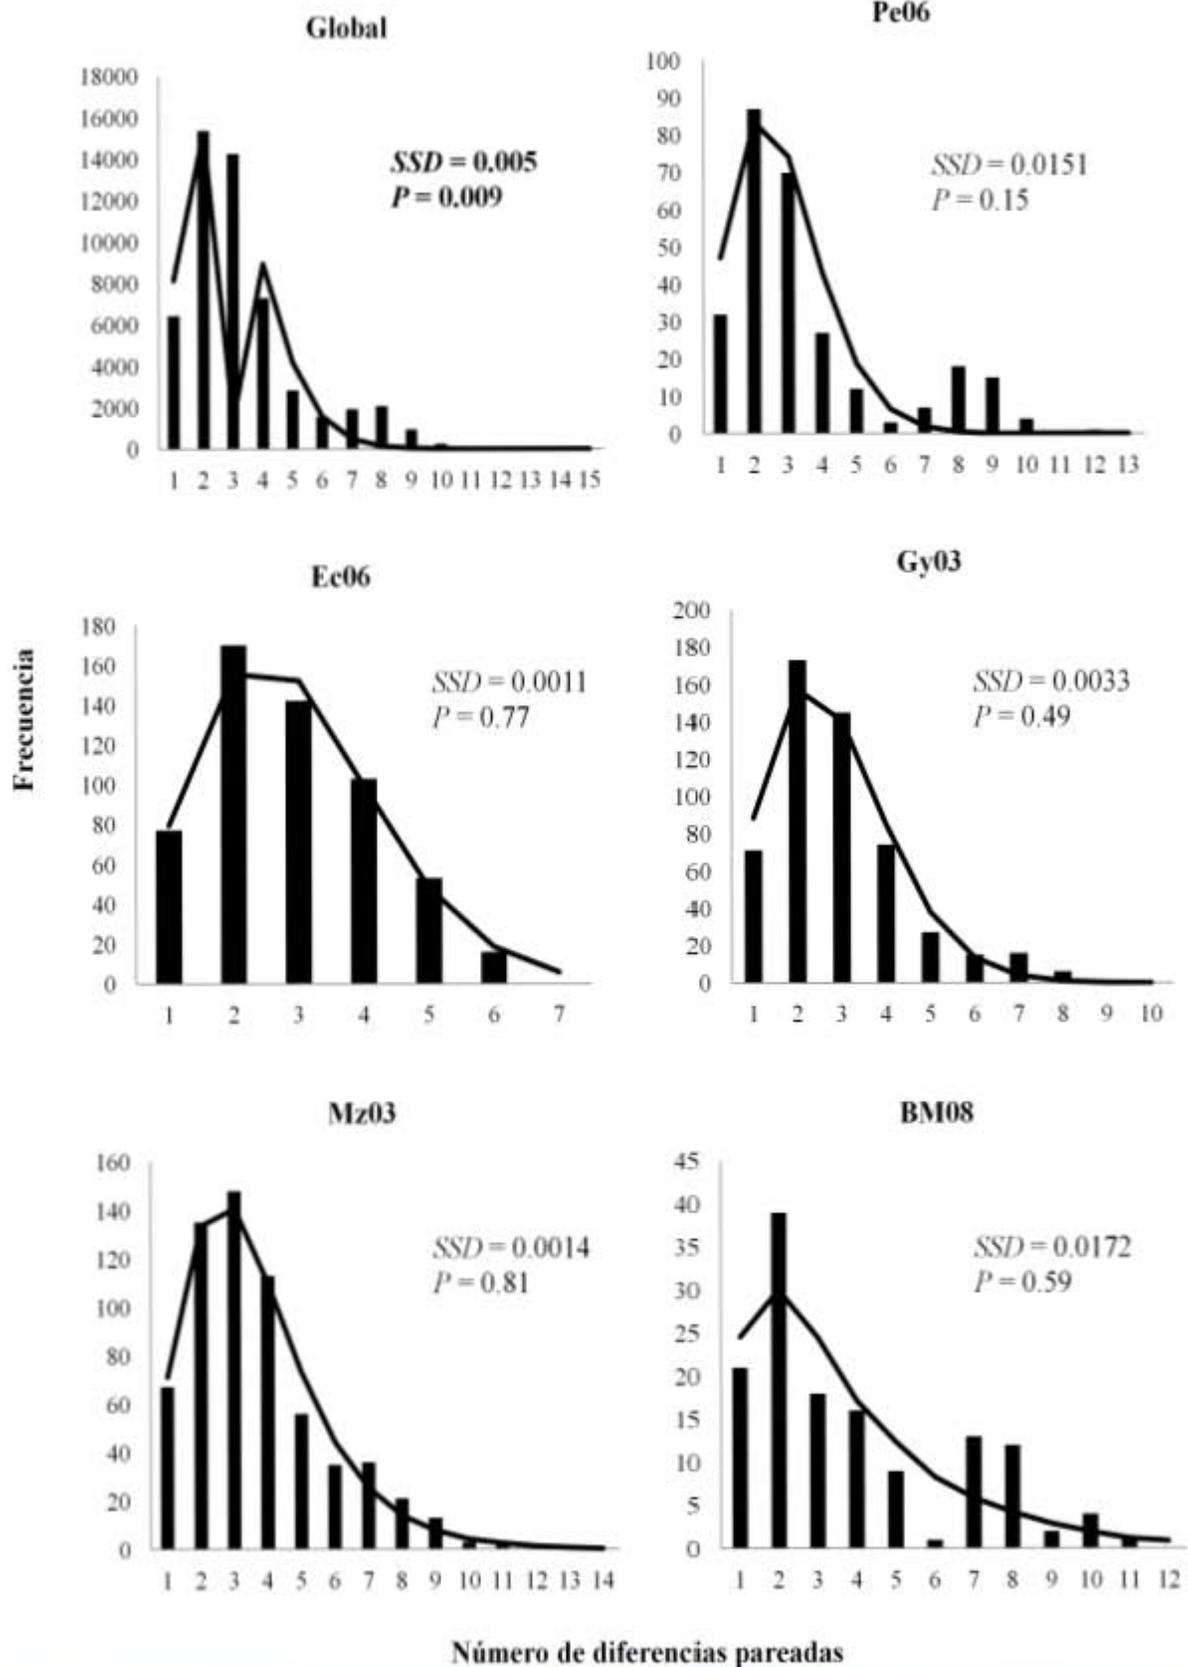 Global
18000
16000
14000
12000
10000
8000
6000
4000
2000
0
SSD = 0.005
P = 0.009
1 2 3 4 5 6 7 8 9 10 11 12 13 14 15
Pe06
100
90
80
70
60
50
40
30
20
10
0
SSD = 0.0151
P = 0.15
1 2 3 4 5 6 7 8 9 10 11 12 13
Frecuencia
Ec06
180
160
140
120
100
80
60
40
20
0
SSD = 0.0011
P = 0.77
1 2 3 4 5 6 7
Gy03
200
180
160
140
120
100
80
60
40
20
0
SSD = 0.0033
P = 0.49
1 2 3 4 5 6 7 8 9 10
Mz03
160
140
120
100
80
60
40
20
0
SSD = 0.0014
P = 0.81
1 2 3 4 5 6 7 8 9 10 11 12 13 14
BM08
45
40
35
30
25
20
15
10
5
0
SSD = 0.0172
P = 0.59
1 2 3 4 5 6 7 8 9 10 11 12
Número de diferencias pareadas